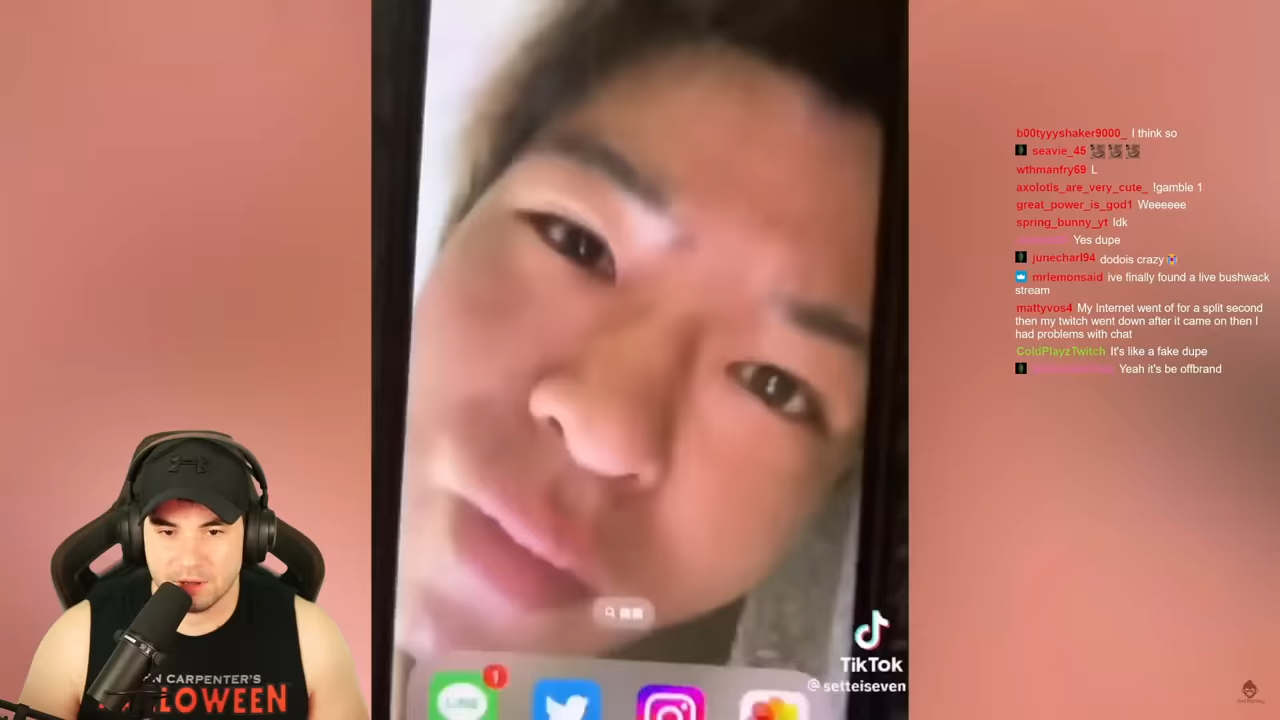 b00tyyyshaker9000_ I think so
seavie_45
wthmanfry69 L
axolotls_are_very_cute_ !gamble 1
great_power_is_god1 Weeeeee
spring_bunny_yt Idk
Yes dupe
junecharl94 dodois crazy
mrlemonsaid ive finally found a live bushwack
stream
mattyvos4 My Internet went of for a split second
then my twitch went down after it came on then I
had problems with chat
ColdPlayzTwitch It's like a fake dupe
Yeah it's be offbrand
検索
1
LINE
TikTok
@setteiseven
N CARPENTER'S
LOWEEN